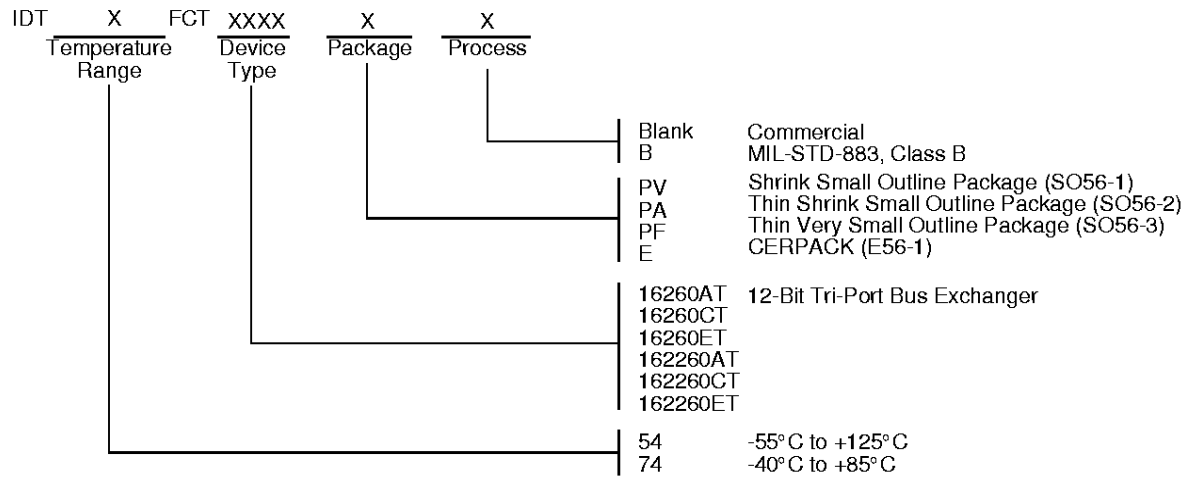 IDT X FCT XXXX X X
Temperature Device Package Process
Range Type
Blank Commercial
B MIL-STD-883, Class B
PV Shrink Small Outline Package (SO56-1)
PA Thin Shrink Small Outline Package (SO56-2)
PF Thin Very Small Outline Package (SO56-3)
E CERPACK (E56-1)
16260AT 12-Bit Tri-Port Bus Exchanger
16260CT
16260ET
162260AT
162260CT
162260ET
54 -55°C to +125°C
74 -40°C to +85°C